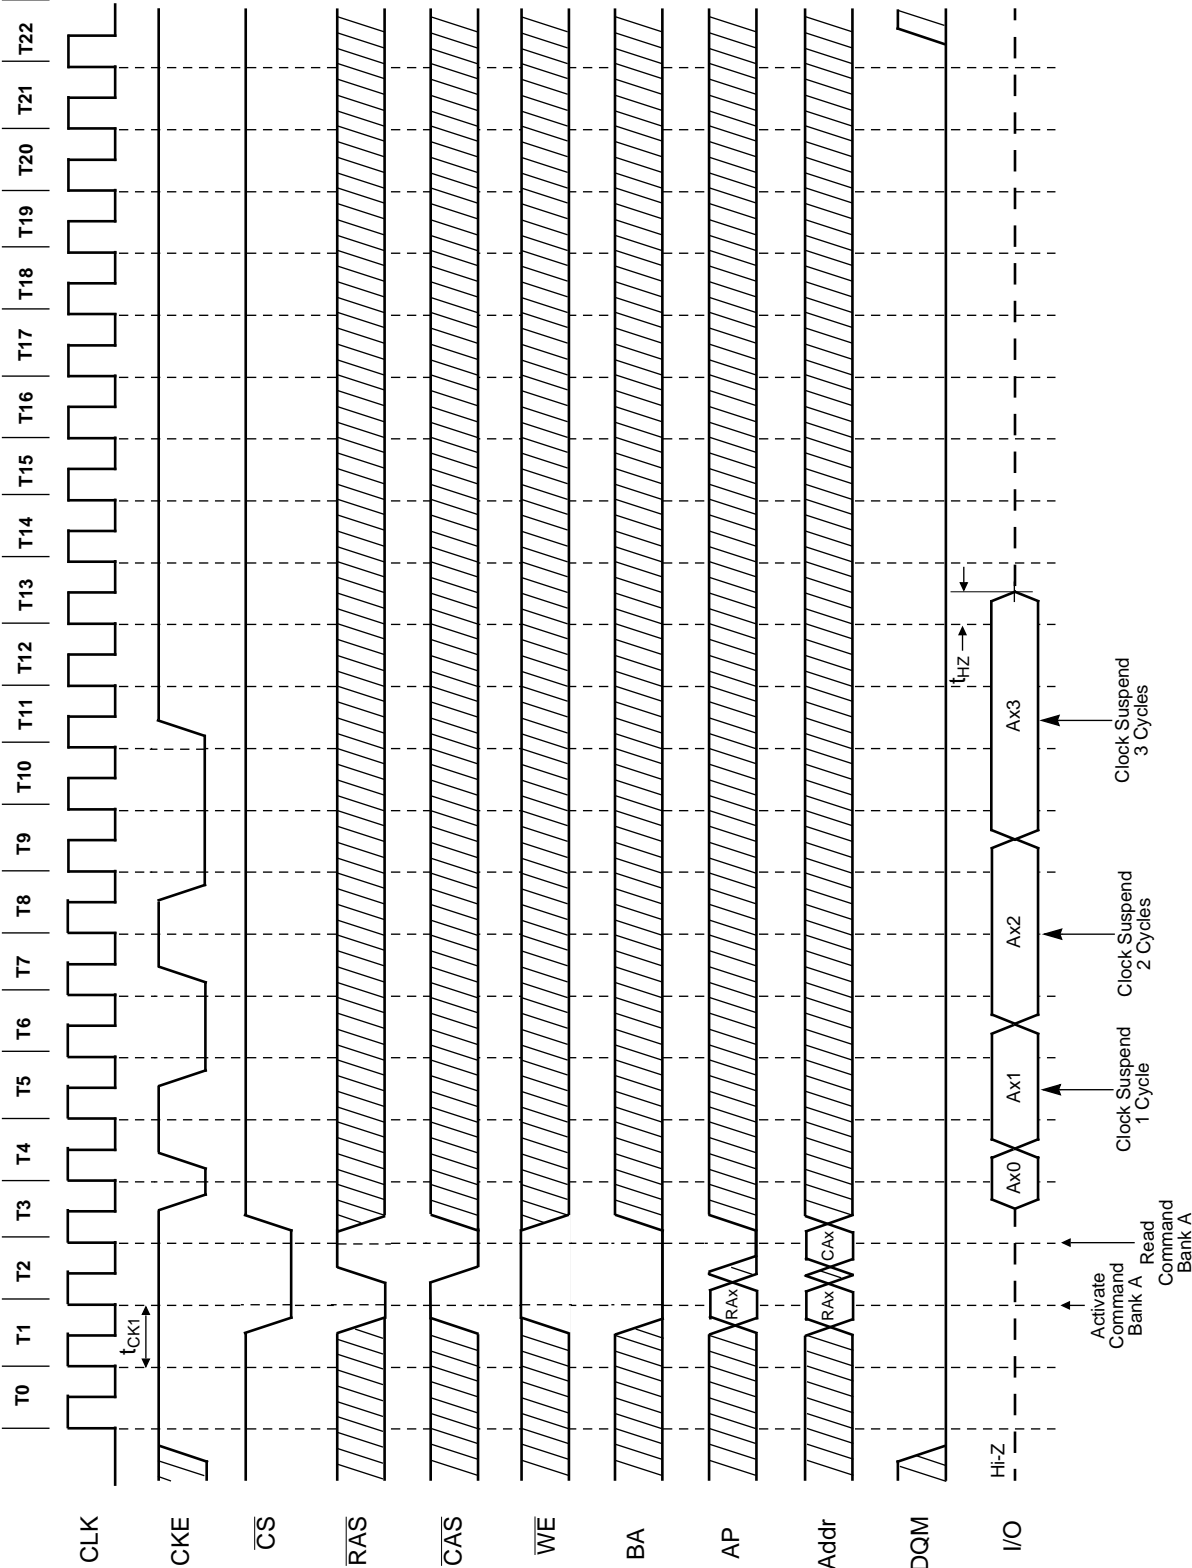 T0 T1 T2 T3 T4 T5 T6 T7 T8 T9 T10 T11 T12 T13 T14 T15 T16 T17 T18 T19 T20 T21 T22
CLK
tCK1
CKE
CS
RAS
CAS
WE
BA
AP
RAx
Addr
RAx
CAx
DQM
tHZ
I/O
Hi-Z
Ax0
Ax1
Ax2
Ax3
Activate
Command
Bank A
Read
Command
Bank A
Clock Suspend
1 Cycle
Clock Suspend
2 Cycles
Clock Suspend
3 Cycles